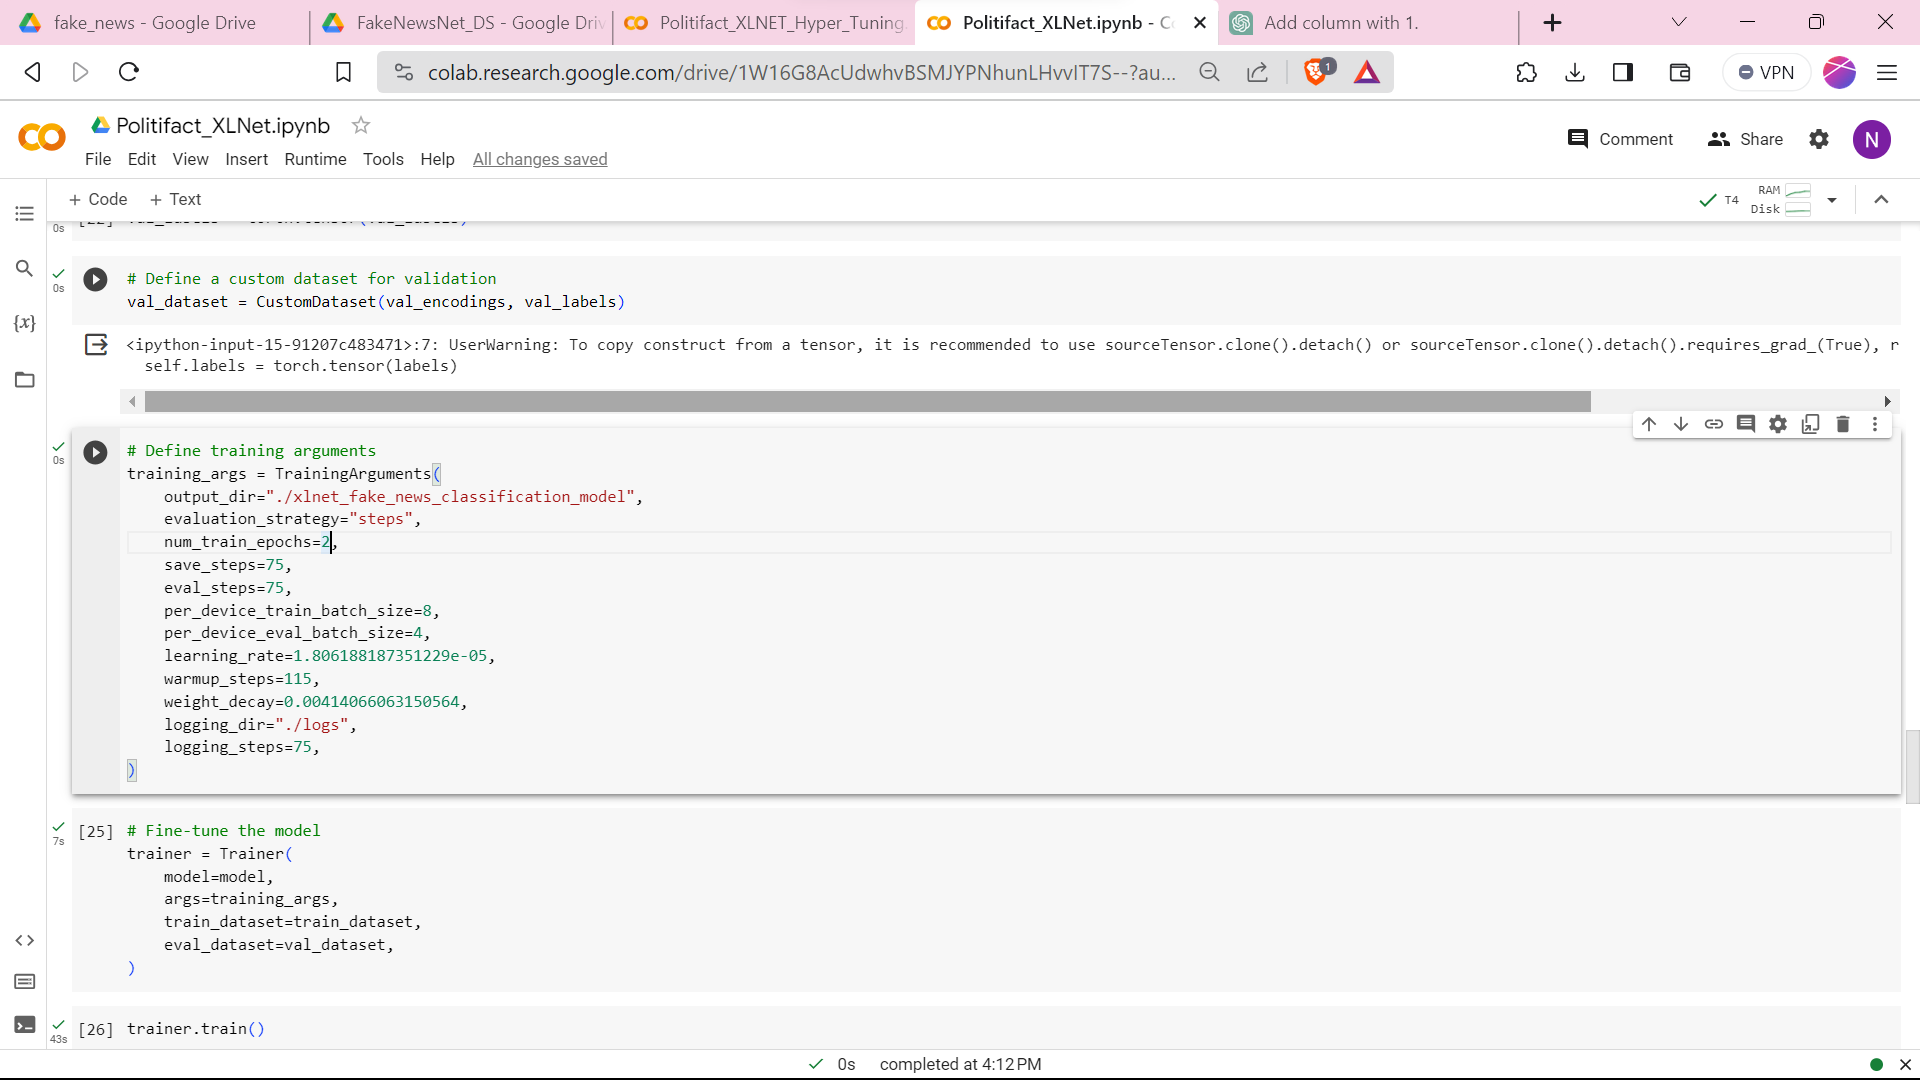 fake_news - Google Drive
FakeNewsNet_DS - Google Driv
Politifact_XLNET_Hyper_Tuning.
Politifact_XLNet.ipynb - C
Add column with 1.
colab.research.google.com/drive/1W16G8AcUdwhvBSMJYPNhunLHvvIT7S--?au...
1
VPN
Politifact_XLNet.ipynb
Comment
Share
N
File Edit View Insert Runtime Tools Help All changes saved
+ Code + Text
T4
RAM
Disk
0s
0s
# Define a custom dataset for validation
val_dataset = CustomDataset(val_encodings, val_labels)
{x}
<ipython-input-15-91207c483471>:7: UserWarning: To copy construct from a tensor, it is recommended to use sourceTensor.clone().detach() or sourceTensor.clone().detach().requires_grad_(True), r
self.labels = torch.tensor(labels)
0s
# Define training arguments
training_args = TrainingArguments(
output_dir="./xlnet_fake_news_classification_model",
evaluation_strategy="steps",
num_train_epochs=2,
save_steps=75,
eval_steps=75,
per_device_train_batch_size=8,
per_device_eval_batch_size=4,
learning_rate=1.806188187351229e-05,
warmup_steps=115,
weight_decay=0.00414066063150564,
logging_dir="./logs",
logging_steps=75,
)
7s
[25] # Fine-tune the model
trainer = Trainer(
model=model,
args=training_args,
train_dataset=train_dataset,
eval_dataset=val_dataset,
)
43s
[26] trainer.train()
0s completed at 4:12 PM